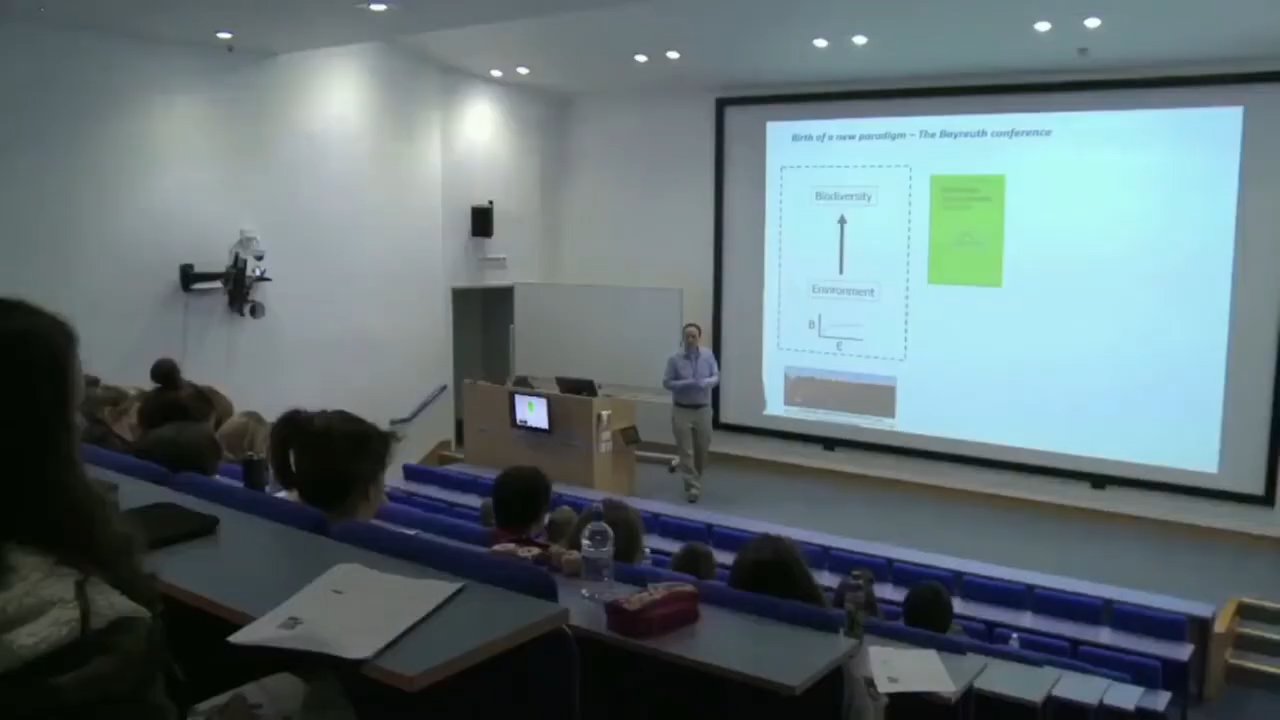 Birth of a new paradigm – The Bayreuth conference
Biodiversity
Environment
B
E